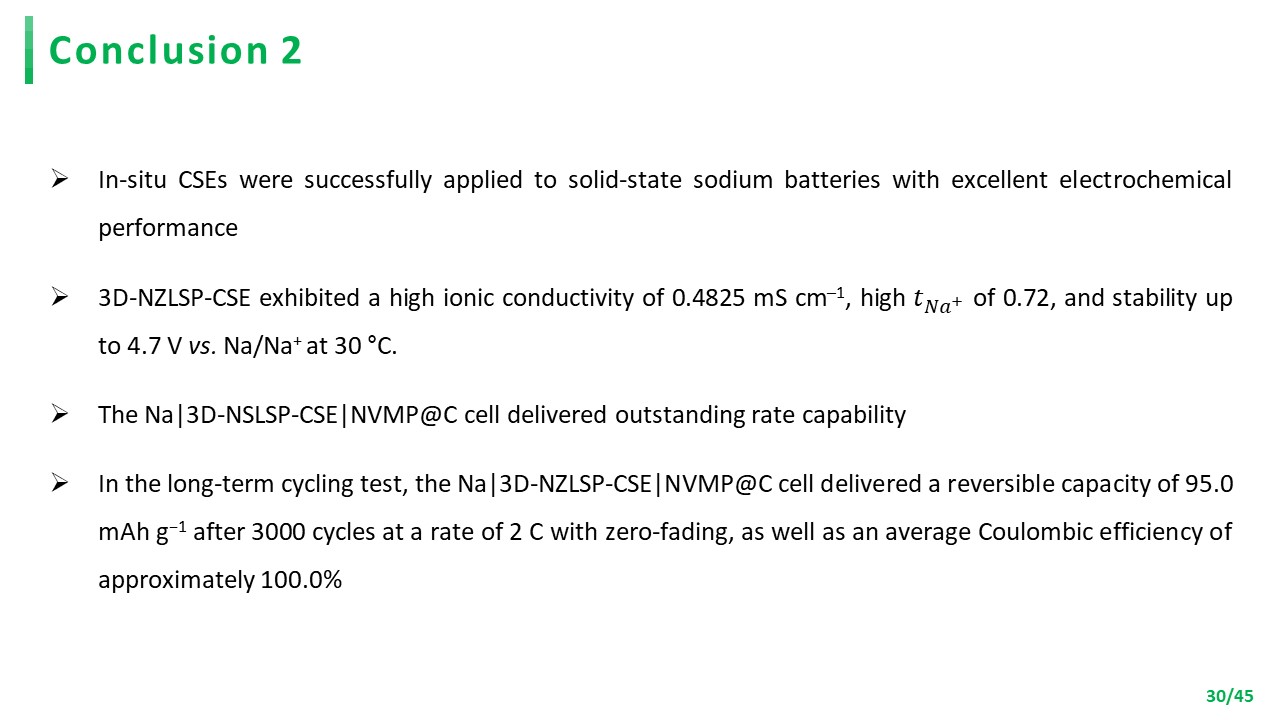 Conclusion 2
➢ In-situ CSEs were successfully applied to solid-state sodium batteries with excellent electrochemical
performance
➢ 3D-NZLSP-CSE exhibited a high ionic conductivity of 0.4825 mS cm⁻¹, high t_Na⁺ of 0.72, and stability up
to 4.7 V vs. Na/Na⁺ at 30 °C.
➢ The Na|3D-NSLSP-CSE|NVMP@C cell delivered outstanding rate capability
➢ In the long-term cycling test, the Na|3D-NZLSP-CSE|NVMP@C cell delivered a reversible capacity of 95.0
mAh g⁻¹ after 3000 cycles at a rate of 2 C with zero-fading, as well as an average Coulombic efficiency of
approximately 100.0%
30/45